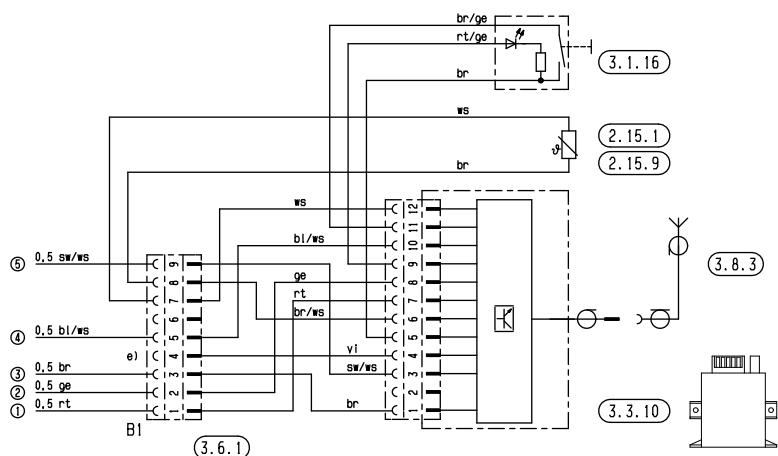 br/ge
rt/ge
br
3.1.16
ws
2.15.1
2.15.9
br
ws
bl/ws
ge
rt
br/ws
vi
sw/ws
br
12
11
10
9
8
7
6
5
4
3
2
1
3.8.3
3.3.10
⑤ 0,5 sw/ws
④ 0,5 bl/ws
e)
③ 0,5 br
② 0,5 ge
① 0,5 rt
9
8
7
6
5
4
3
2
1
B1
3.6.1